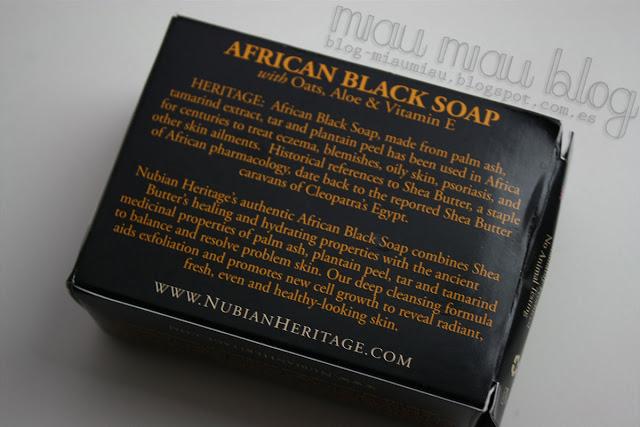 miau miau blog
blog-miaumiau.blogspot.com.es
AFRICAN BLACK SOAP
with Oats, Aloe & Vitamin E
HERITAGE: African Black Soap, made from palm ash,
tamarind extract, tar and plantain peel has been used in Africa
for centuries to treat eczema, blemishes, oily skin, psoriasis, and
other skin ailments. Historical references to Shea Butter, a staple
of African pharmacology, date back to the reported Shea Butter
caravans of Cleopatra's Egypt.
Nubian Heritage's authentic African Black Soap combines Shea
Butter's healing and hydrating properties with the ancient
medicinal properties of palm ash, plantain peel, tar and tamarind
to balance and resolve problem skin. Our deep cleansing formula
aids exfoliation and promotes new cell growth to reveal radiant,
fresh, even and healthy-looking skin.
WWW.NUBIANHERITAGE.COM
No Animal Testing